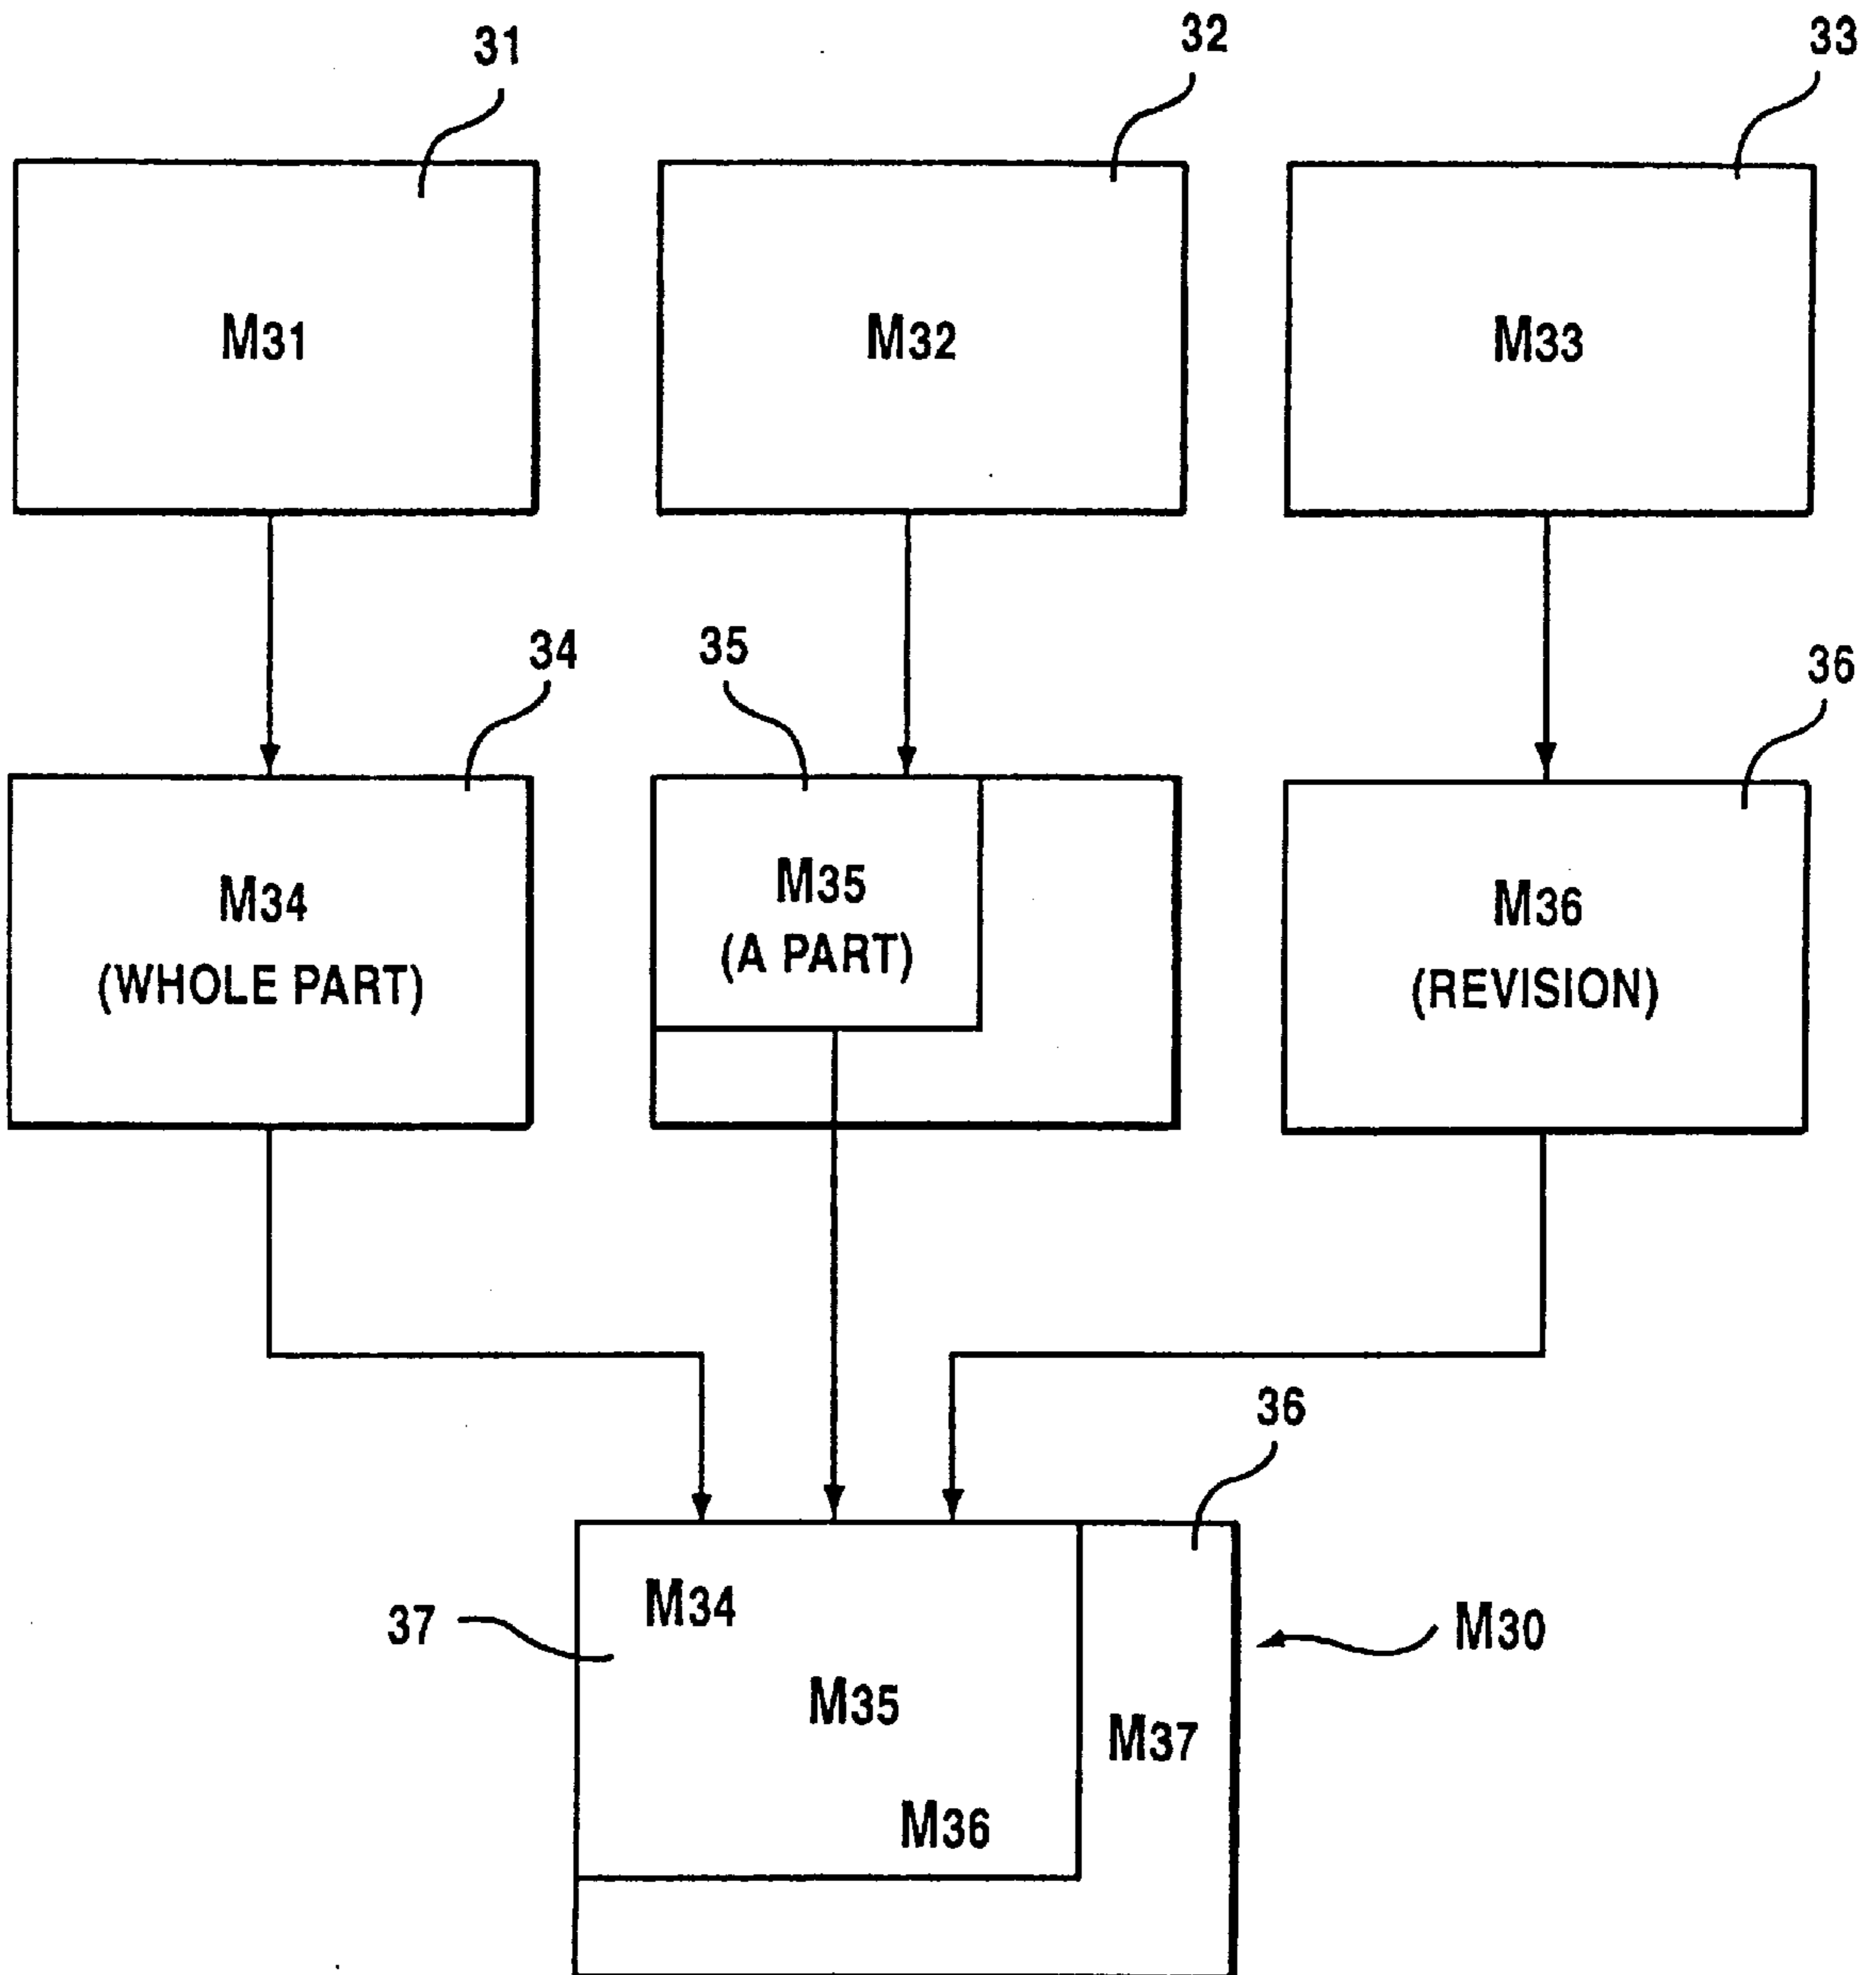 31
32
33
M31
M32
M33
34
35
36
M34
(WHOLE PART)
M35
(A PART)
M36
(REVISION)
36
37
M34
M35
M36
M37
M30